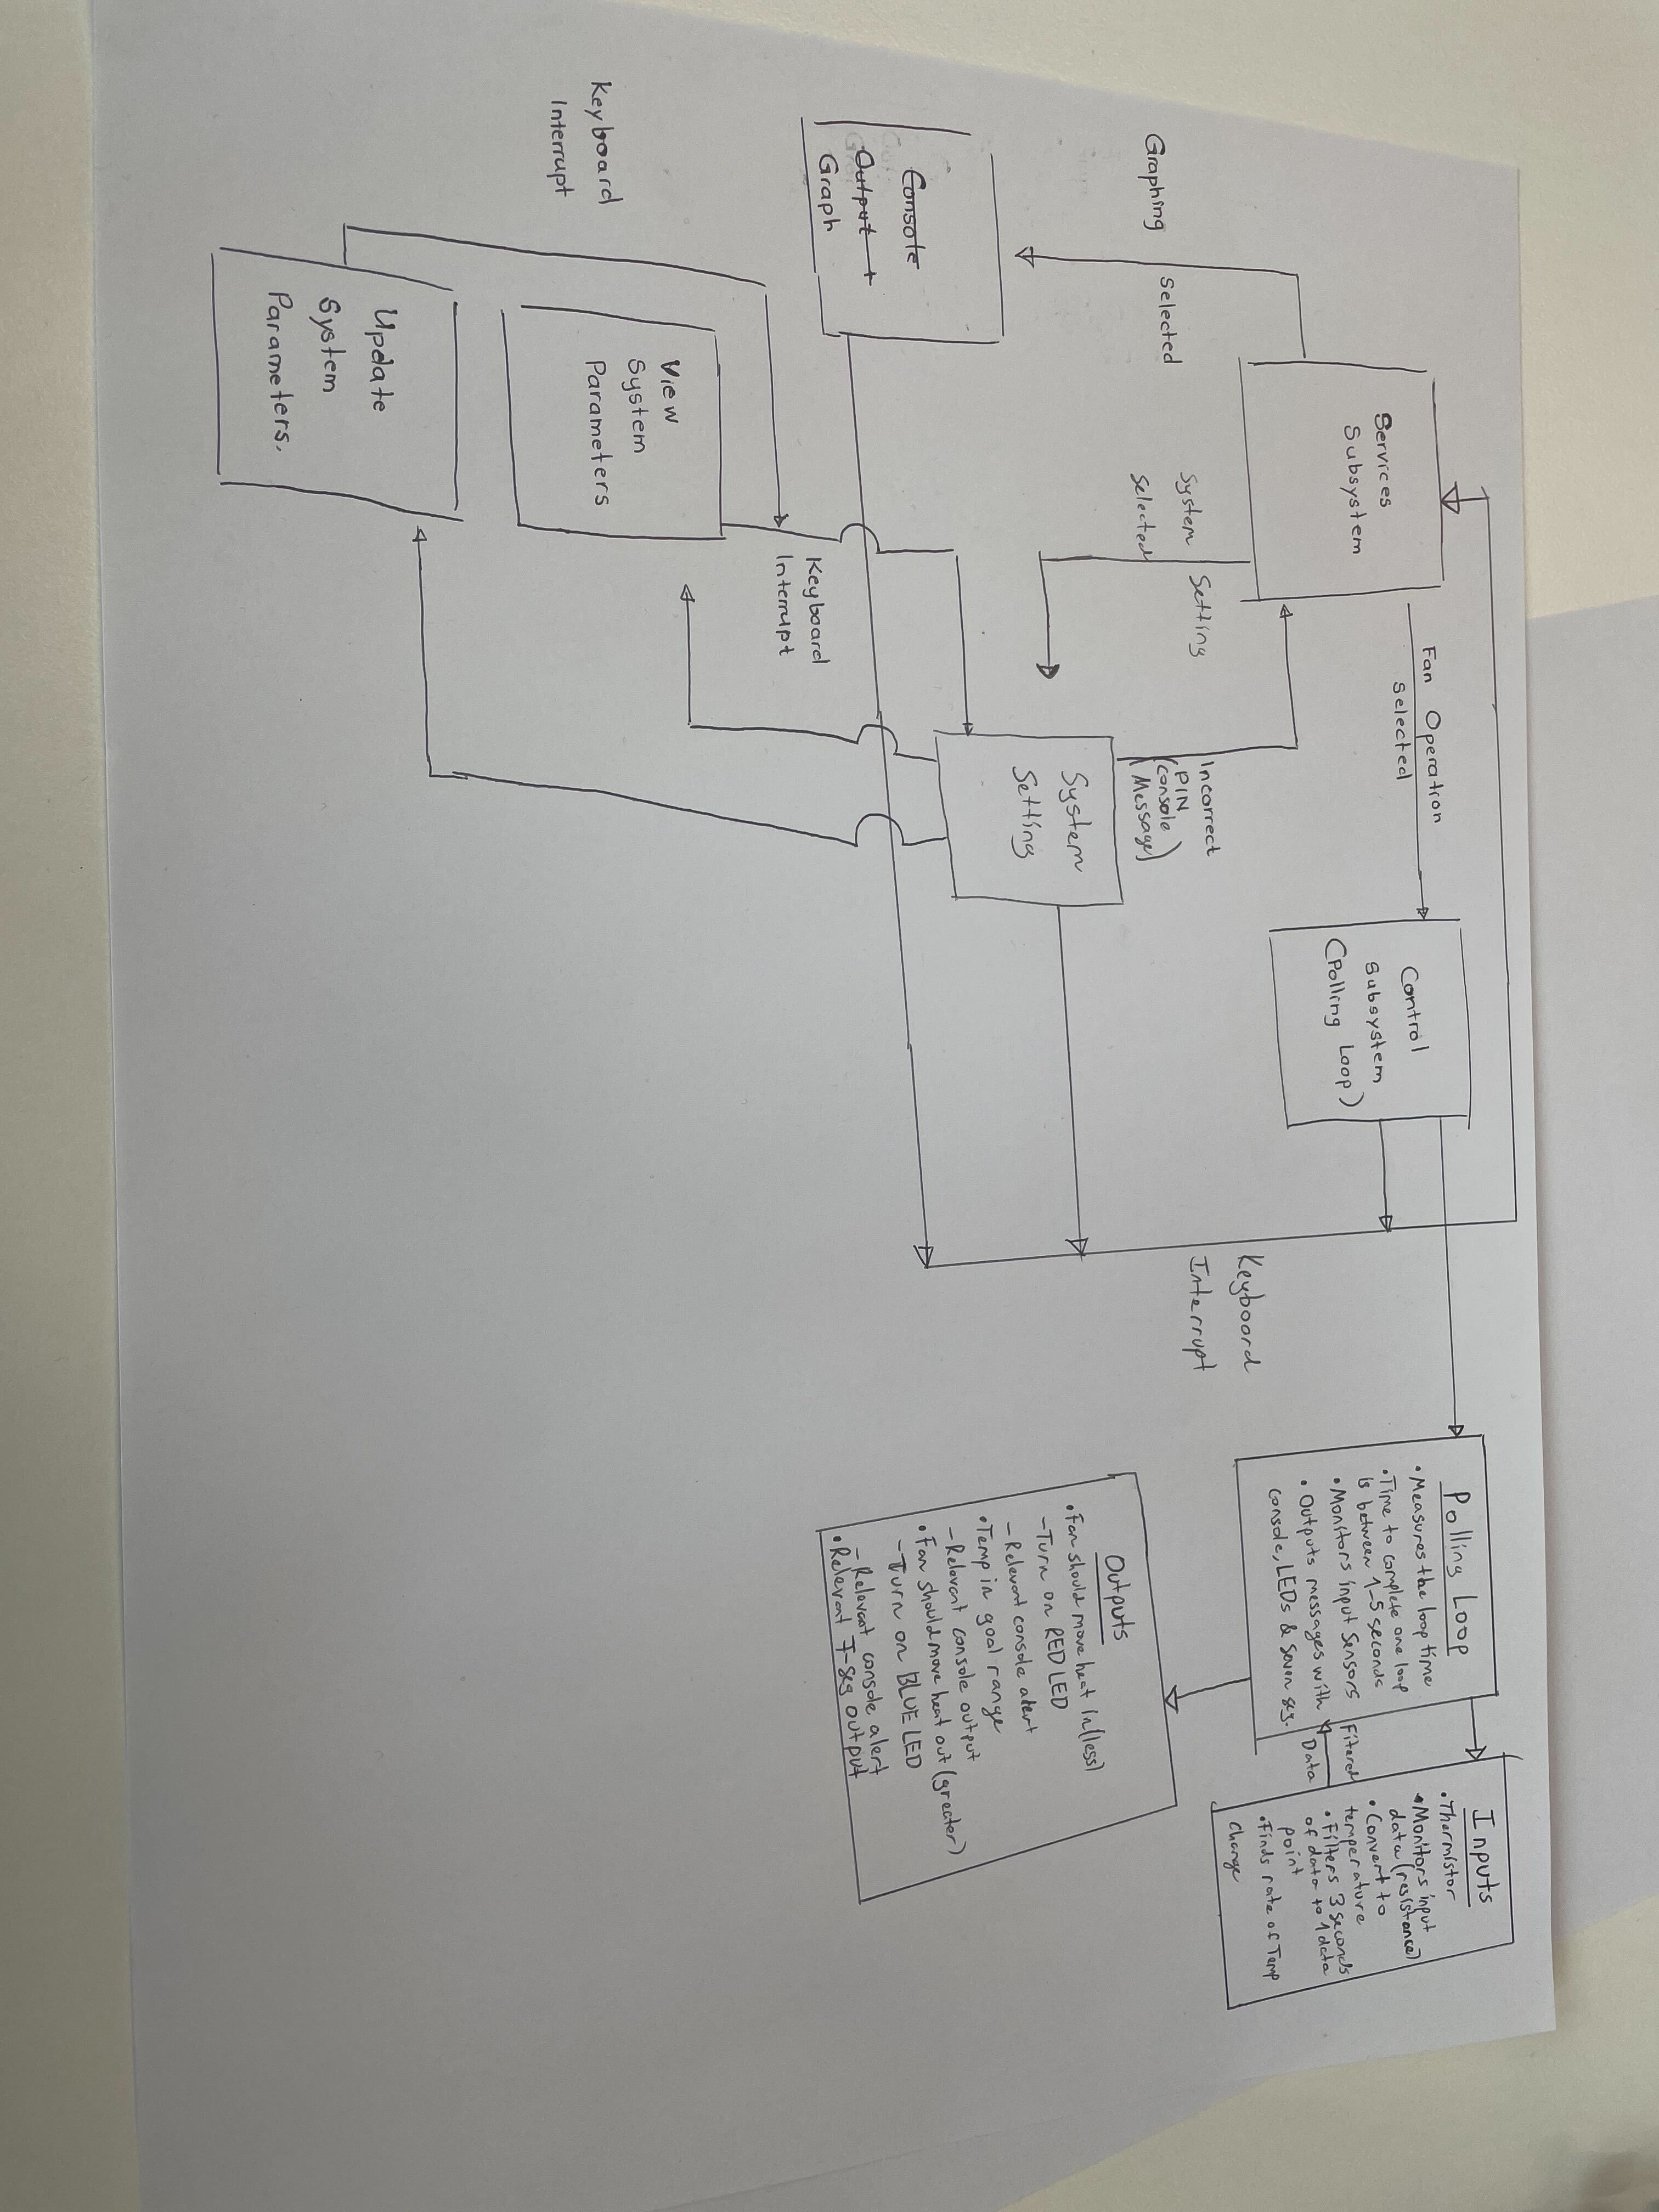 Services
Subsystem
Fan Operation
Selected
Control
Subsystem
(Polling Loop)
Polling Loop
• Measures the loop time
• Time to complete one loop
is between 1-5 seconds
• Monitors input sensors
• Outputs messages with
console, LEDs & Seven seg.
Filtered
Data
Inputs
• Thermistor
• Monitors input
data (resistance)
• Convert to
temperature
• Filters 3 seconds
of data to 1 data
point
• Finds rate of Temp
change
Graphing
Selected
System Setting
Selected
Incorrect
PIN
(Console
Message)
Keyboard
Interrupt
Outputs
• Fan should move heat in (less)
- Turn on RED LED
- Relevant console alert
• Temp in goal range
- Relevant console output
• Fan should move heat out (greater)
- Turn on BLUE LED
- Relevant console alert
• Relevant 7-seg output
Console
Output +
Graph
System
Setting
Keyboard
Interrupt
View
System
Parameters
Keyboard
Interrupt
Update
System
Parameters.